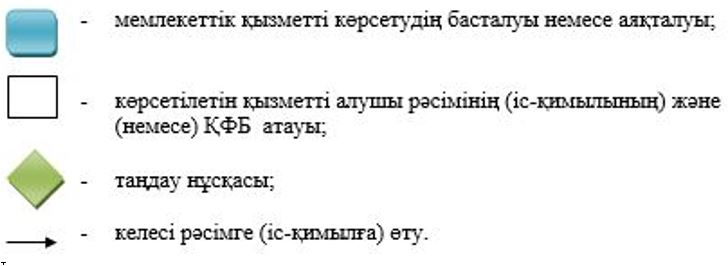 - мемлекеттік қызметті көрсетудің басталуы немесе аяқталуы;
- көрсетілетін қызметті алушы рәсімінің (іс-қимылының) және
(немесе) ҚФБ атауы;
- таңдау нұсқасы;
- келесі рәсімге (іс-қимылға) өту.